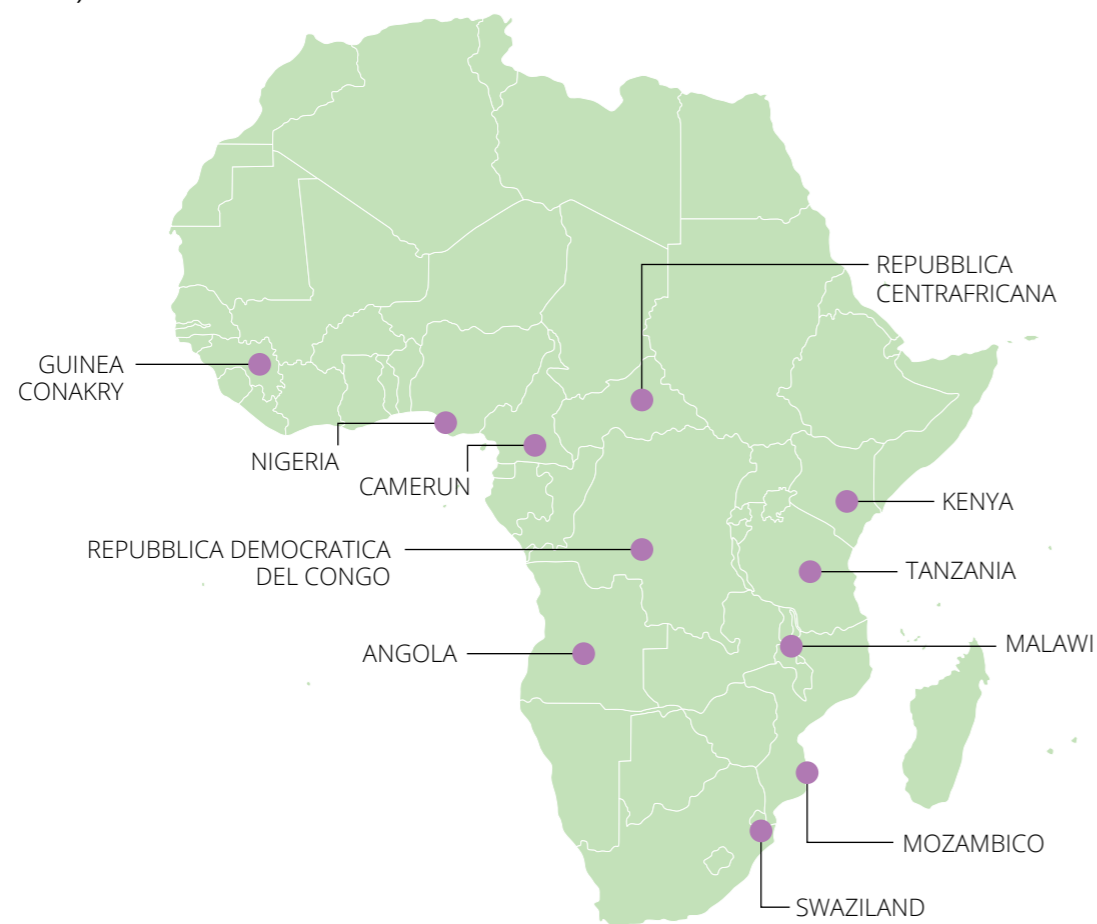 REPUBBLICA
CENTRAFRICANA
GUINEA
CONAKRY
NIGERIA
CAMERUN
KENYA
REPUBBLICA DEMOCRATICA
DEL CONGO
TANZANIA
MALAWI
ANGOLA
MOZAMBICO
SWAZILAND